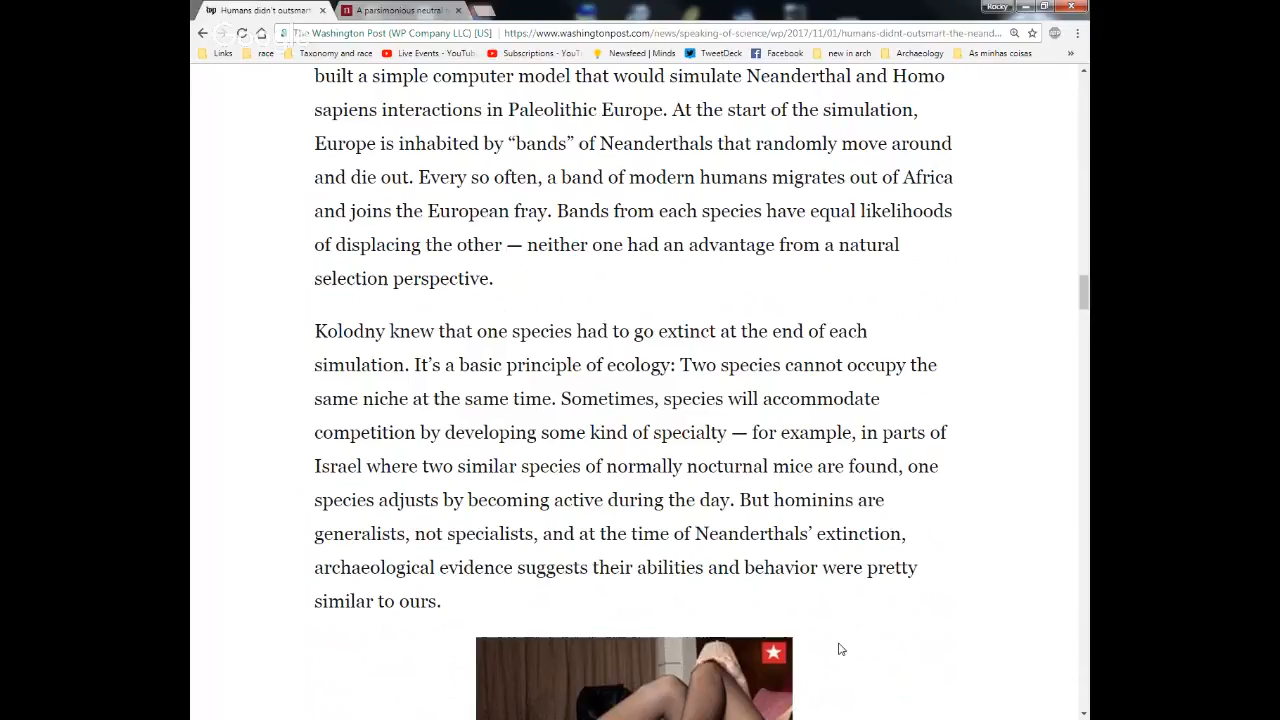 Humans didn't outsmar
A parsimonious neutral
Rocky
The Washington Post (WP Company LLC) [US]
https://www.washingtonpost.com/news/speaking-of-science/wp/2017/11/01/humans-didnt-outsmart-the-neand...
Links
race
Taxonomy and race
Live Events - YouTub
Subscriptions - YouT
Newsfeed | Minds
TweetDeck
Facebook
new in arch
Archaeology
As minhas coisas
»
built a simple computer model that would simulate Neanderthal and Homo
sapiens interactions in Paleolithic Europe. At the start of the simulation,
Europe is inhabited by “bands” of Neanderthals that randomly move around
and die out. Every so often, a band of modern humans migrates out of Africa
and joins the European fray. Bands from each species have equal likelihoods
of displacing the other — neither one had an advantage from a natural
selection perspective.
Kolodny knew that one species had to go extinct at the end of each
simulation. It’s a basic principle of ecology: Two species cannot occupy the
same niche at the same time. Sometimes, species will accommodate
competition by developing some kind of specialty — for example, in parts of
Israel where two similar species of normally nocturnal mice are found, one
species adjusts by becoming active during the day. But hominins are
generalists, not specialists, and at the time of Neanderthals’ extinction,
archaeological evidence suggests their abilities and behavior were pretty
similar to ours.